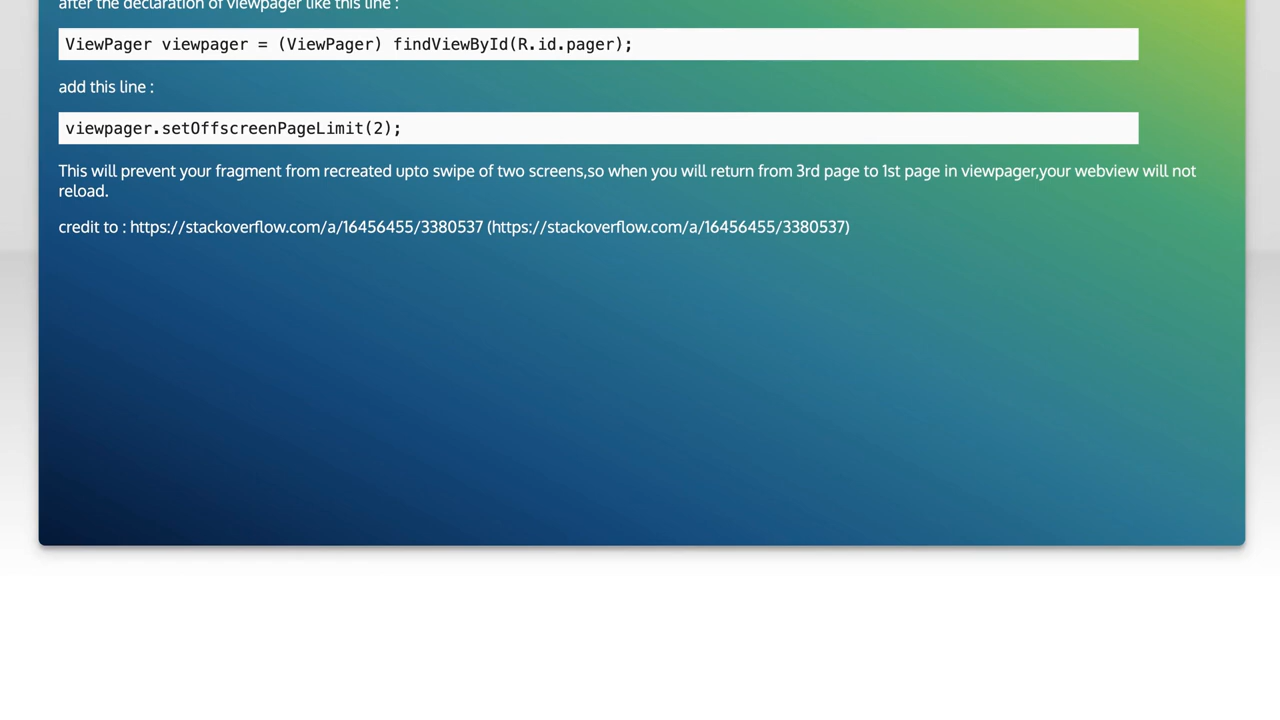 after the declaration of viewpager like this line :
ViewPager viewpager = (ViewPager) findViewById(R.id.pager);
add this line :
viewpager.setOffscreenPageLimit(2);
This will prevent your fragment from recreated upto swipe of two screens,so when you will return from 3rd page to 1st page in viewpager,your webview will not
reload.
credit to : https://stackoverflow.com/a/16456455/3380537 (https://stackoverflow.com/a/16456455/3380537)